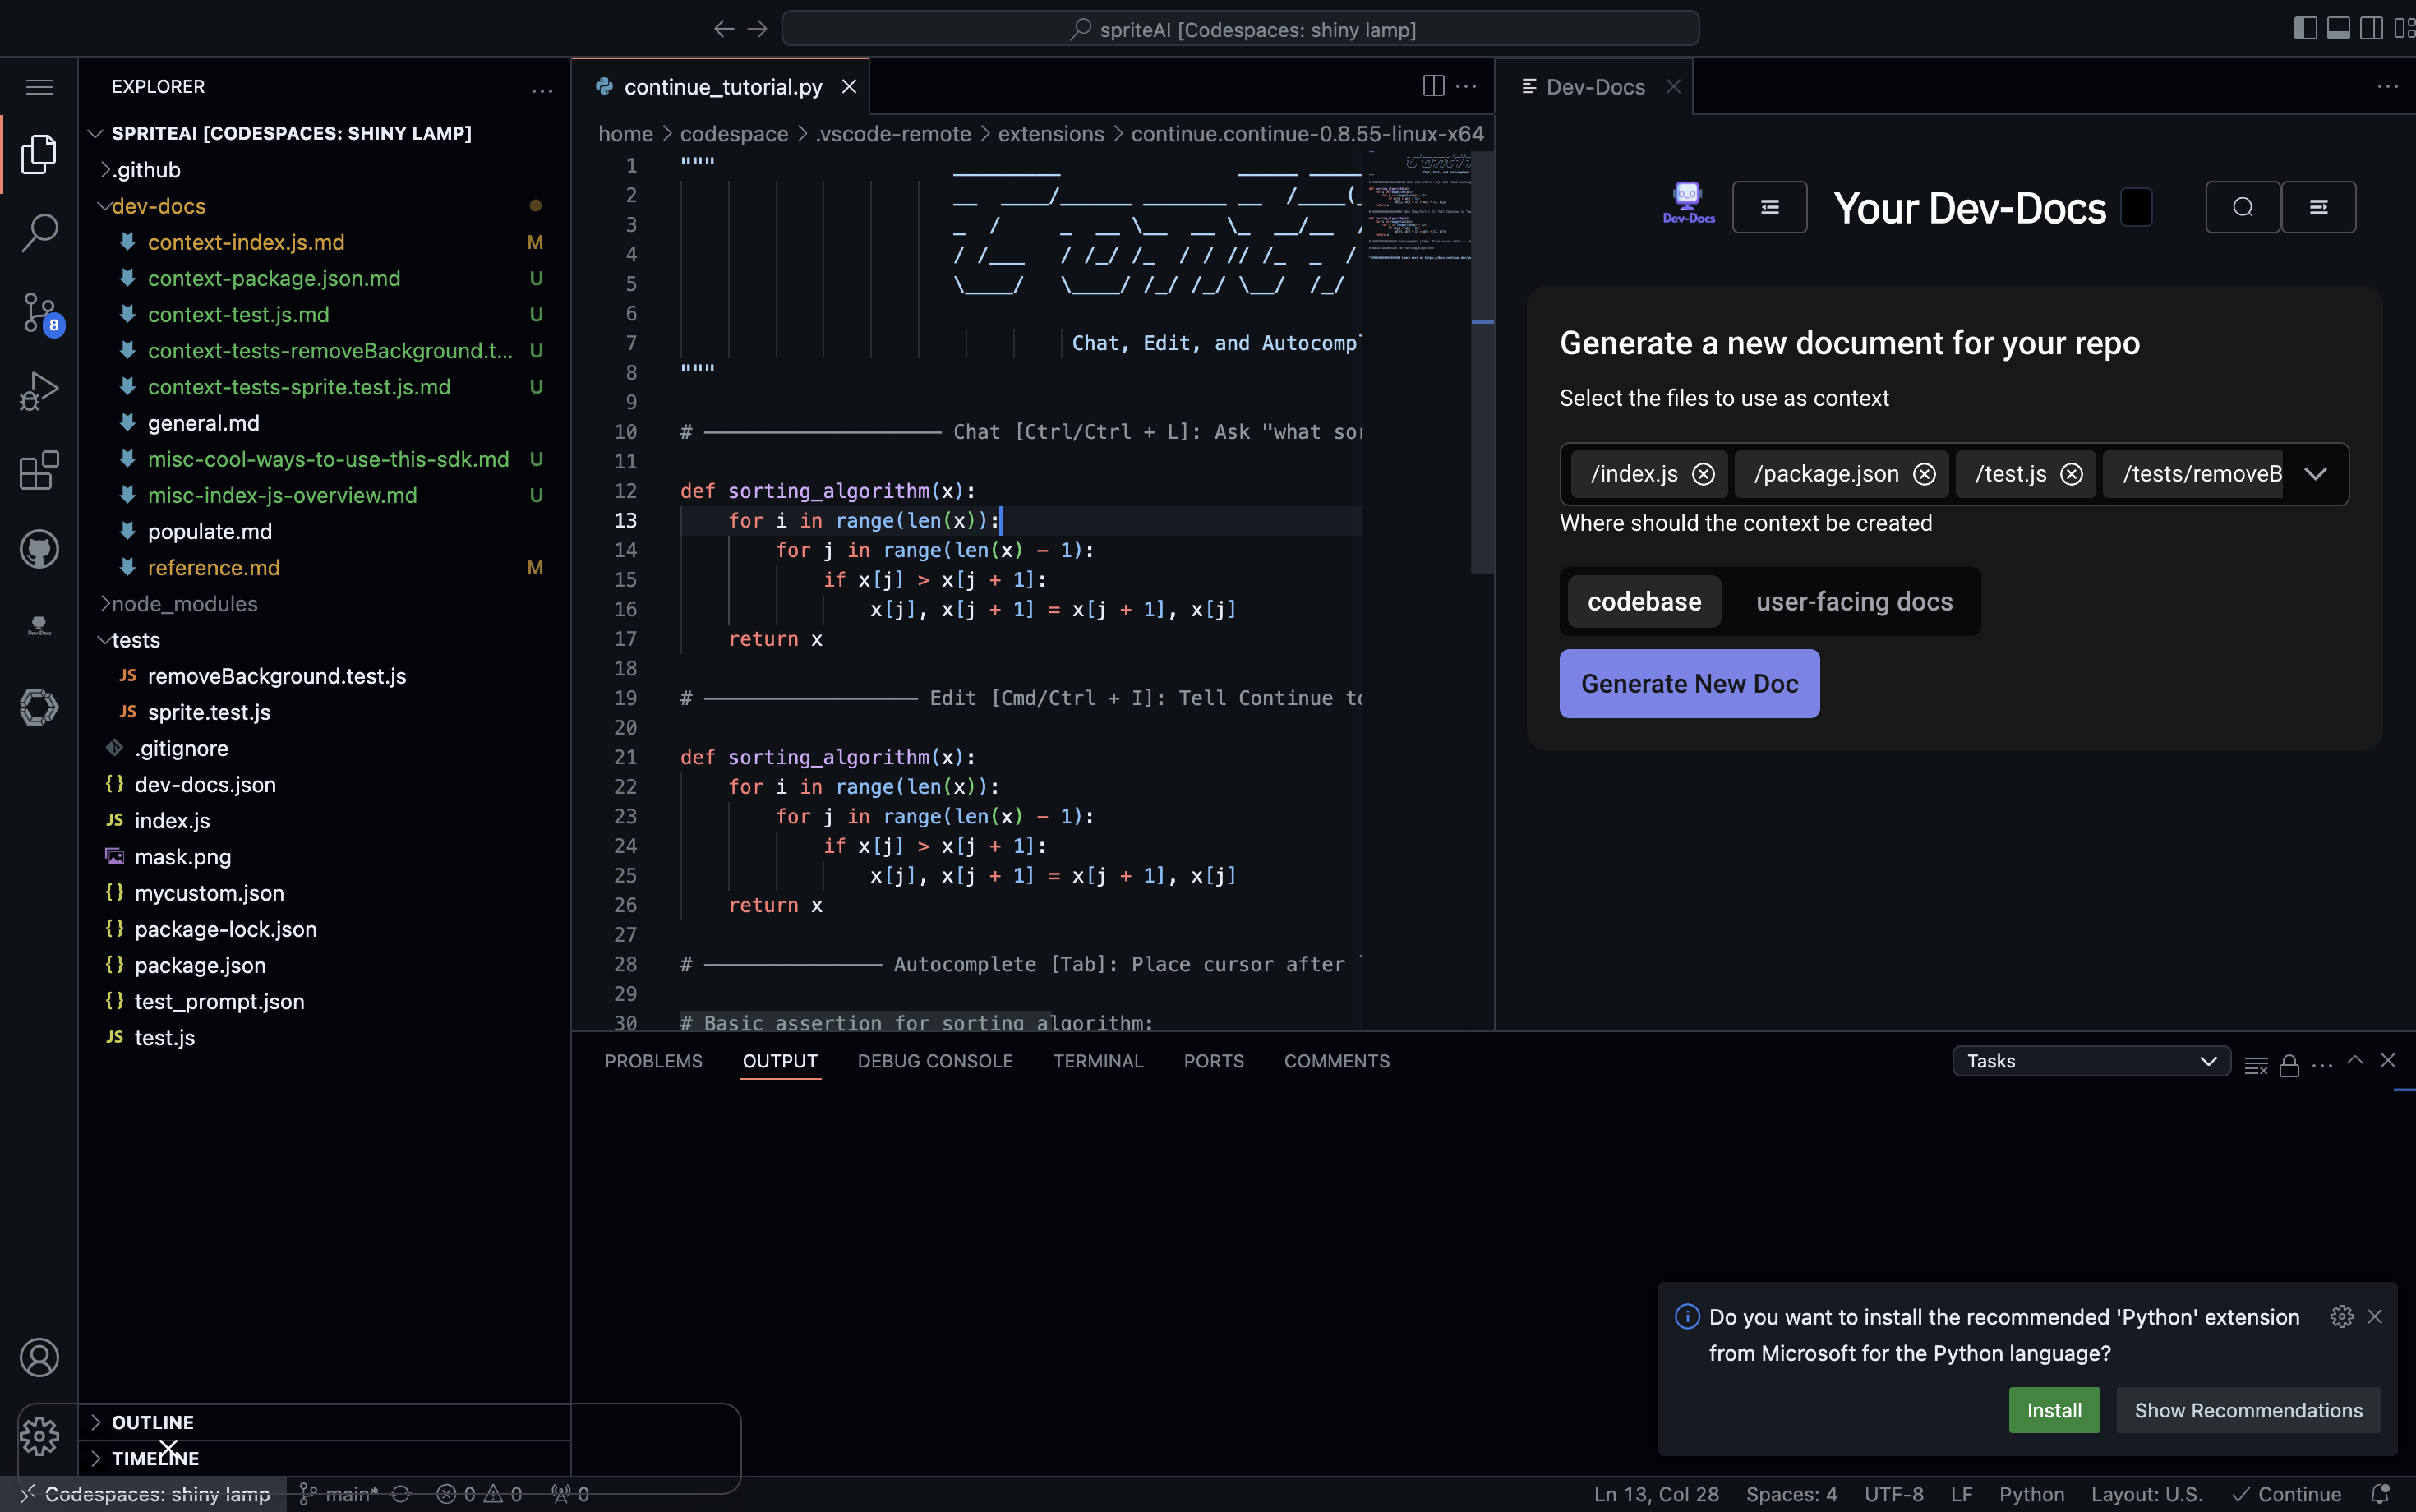 spriteAI [Codespaces: shiny lamp]
EXPLORER
SPRITEAI [CODESPACES: SHINY LAMP]
.github
dev-docs
context-index.js.md M
context-package.json.md U
context-test.js.md U
context-tests-removeBackground.t... U
context-tests-sprite.test.js.md U
general.md
misc-cool-ways-to-use-this-sdk.md U
misc-index-js-overview.md U
populate.md
reference.md M
node_modules
tests
JS removeBackground.test.js
JS sprite.test.js
.gitignore
{} dev-docs.json
JS index.js
mask.png
{} mycustom.json
{} package-lock.json
{} package.json
{} test_prompt.json
JS test.js
OUTLINE
TIMELINE
8
Dev-Docs
continue_tutorial.py
home > codespace > .vscode-remote > extensions > continue.continue-0.8.55-linux-x64
1 """
2
3
4
5
6
7 Chat, Edit, and Autocompl
8 """
9
10 # ———————————————————— Chat [Ctrl/Ctrl + L]: Ask "what sor
11
12 def sorting_algorithm(x):
13 for i in range(len(x)):
14 for j in range(len(x) - 1):
15 if x[j] > x[j + 1]:
16 x[j], x[j + 1] = x[j + 1], x[j]
17 return x
18
19 # —————————————————— Edit [Cmd/Ctrl + I]: Tell Continue to
20
21 def sorting_algorithm(x):
22 for i in range(len(x)):
23 for j in range(len(x) - 1):
24 if x[j] > x[j + 1]:
25 x[j], x[j + 1] = x[j + 1], x[j]
26 return x
27
28 # ——————————————— Autocomplete [Tab]: Place cursor after `
29
30 # Basic assertion for sorting_algorithm:
Dev-Docs
Dev-Docs
Your Dev-Docs
Generate a new document for your repo
Select the files to use as context
/index.js /package.json /test.js /tests/removeB
Where should the context be created
codebase user-facing docs
Generate New Doc
PROBLEMS OUTPUT DEBUG CONSOLE TERMINAL PORTS COMMENTS
Tasks
Do you want to install the recommended 'Python' extension
from Microsoft for the Python language?
Install Show Recommendations
Codespaces: shiny lamp main* 0 0 0
Ln 13, Col 28 Spaces: 4 UTF-8 LF Python Layout: U.S. Continue